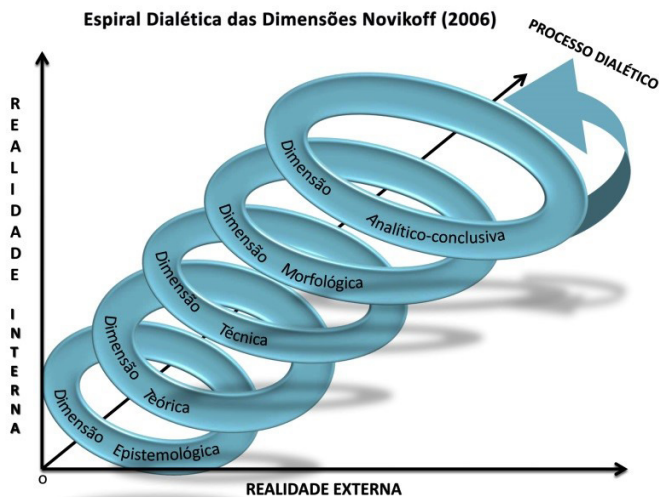 Espiral Dialética das Dimensões Novikoff (2006)
PROCESSO DIALÉTICO
REALIDADE INTERNA
Dimensão Analítico-conclusiva
Dimensão Morfológica
Dimensão Técnica
Dimensão Teórica
Dimensão Epistemológica
O
REALIDADE EXTERNA